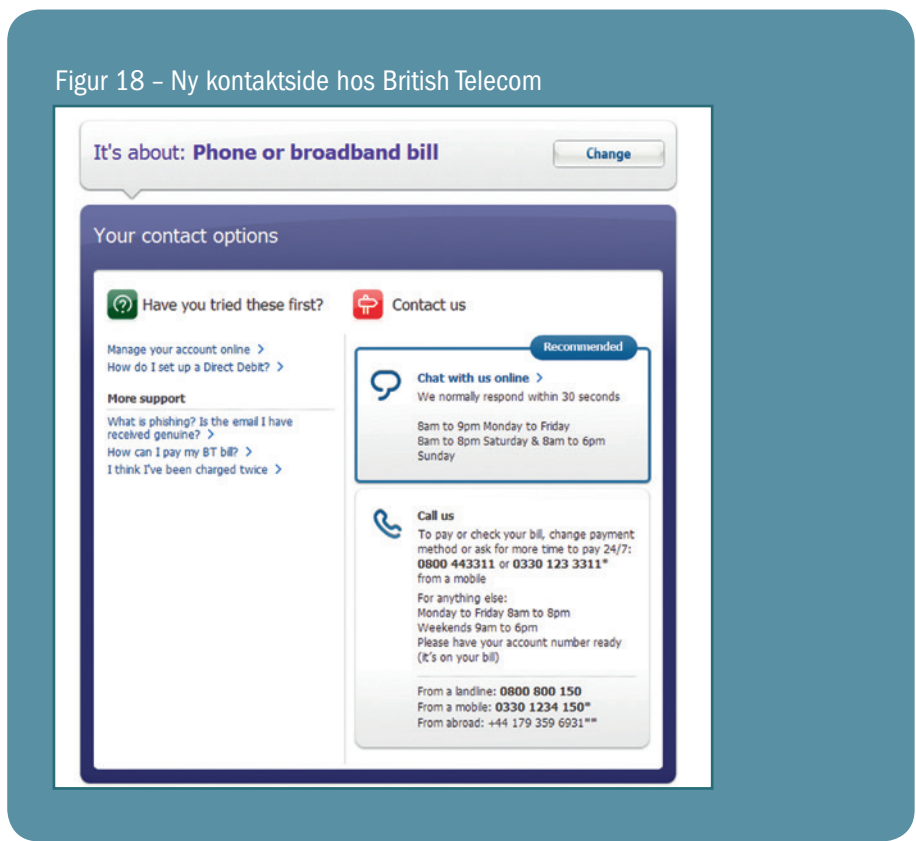 Figur 18 – Ny kontaktside hos British Telecom
It's about: Phone or broadband bill
Change
Your contact options
Have you tried these first?
Manage your account online >
How do I set up a Direct Debit? >
More support
What is phishing? Is the email I have
received genuine? >
How can I pay my BT bill? >
I think I've been charged twice >
Contact us
Recommended
Chat with us online >
We normally respond within 30 seconds
8am to 9pm Monday to Friday
8am to 8pm Saturday & 8am to 6pm
Sunday
Call us
To pay or check your bill, change payment
method or ask for more time to pay 24/7:
0800 443311 or 0330 123 3311*
from a mobile
For anything else:
Monday to Friday 8am to 8pm
Weekends 9am to 6pm
Please have your account number ready
(it's on your bill)
From a landline: 0800 800 150
From a mobile: 0330 1234 150*
From abroad: +44 179 359 6931**